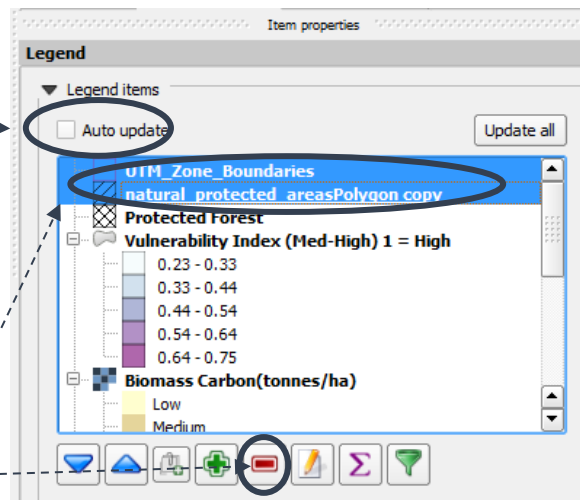 Item properties
Legend
Legend items
Auto update
Update all
UTM_Zone_Boundaries
natural_protected_areasPolygon copy
Protected Forest
Vulnerability Index (Med-High) 1 = High
0.23 - 0.33
0.33 - 0.44
0.44 - 0.54
0.54 - 0.64
0.64 - 0.75
Biomass Carbon(tonnes/ha)
Low
Medium
Σ